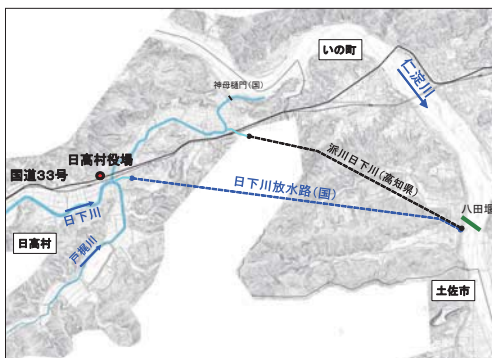 いの町
仁淀川
神母樋門(国)
日高村役場
国道33号
派川日下川(高知県)
日下川放水路(国)
八田堰
日下川
日高村
戸梶川
土佐市